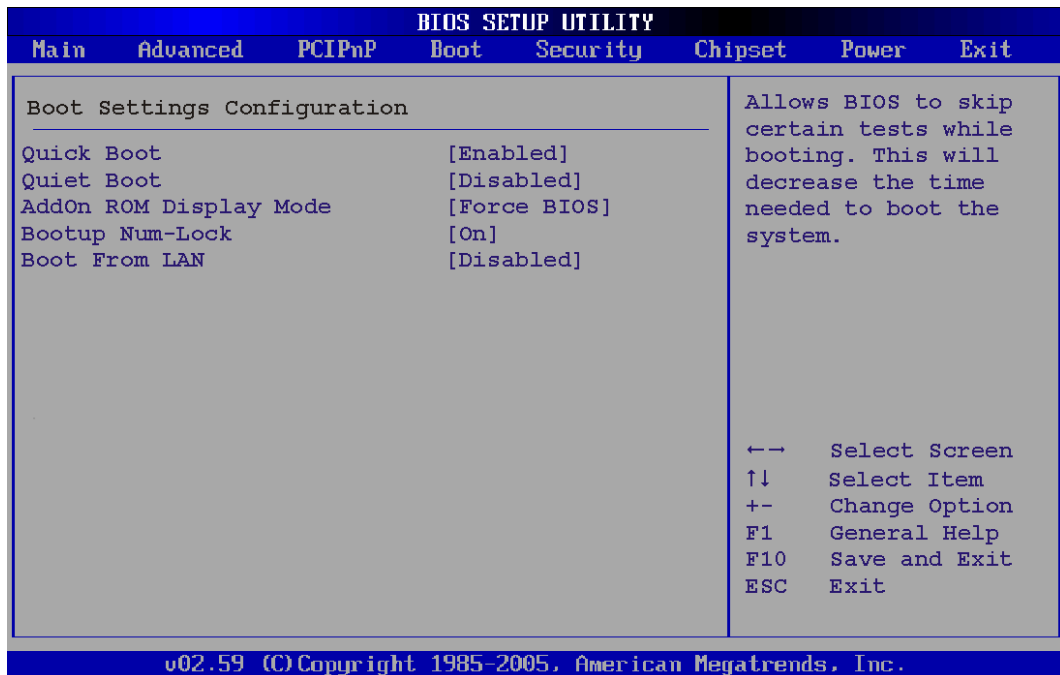 BIOS SETUP UTILITY
Main Advanced PCIPnP Boot Security Chipset Power Exit
Boot Settings Configuration
Quick Boot [Enabled]
Quiet Boot [Disabled]
AddOn ROM Display Mode [Force BIOS]
Bootup Num-Lock [On]
Boot From LAN [Disabled]
Allows BIOS to skip
certain tests while
booting. This will
decrease the time
needed to boot the
system.
←→ Select Screen
↑↓ Select Item
+- Change Option
F1 General Help
F10 Save and Exit
ESC Exit
v02.59 (C)Copyright 1985-2005, American Megatrends, Inc.